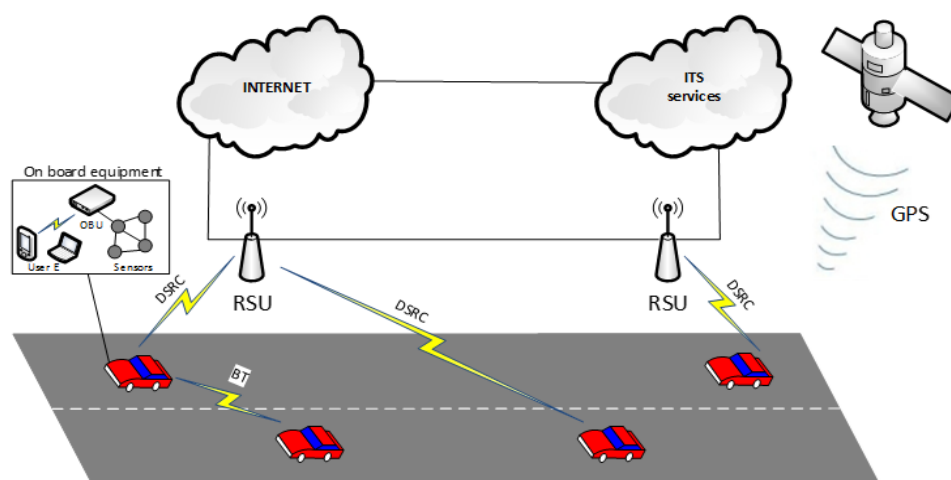 INTERNET
ITS
services
On board equipment
OBU
User E
Sensors
GPS
RSU
RSU
DSRC
DSRC
DSRC
BT